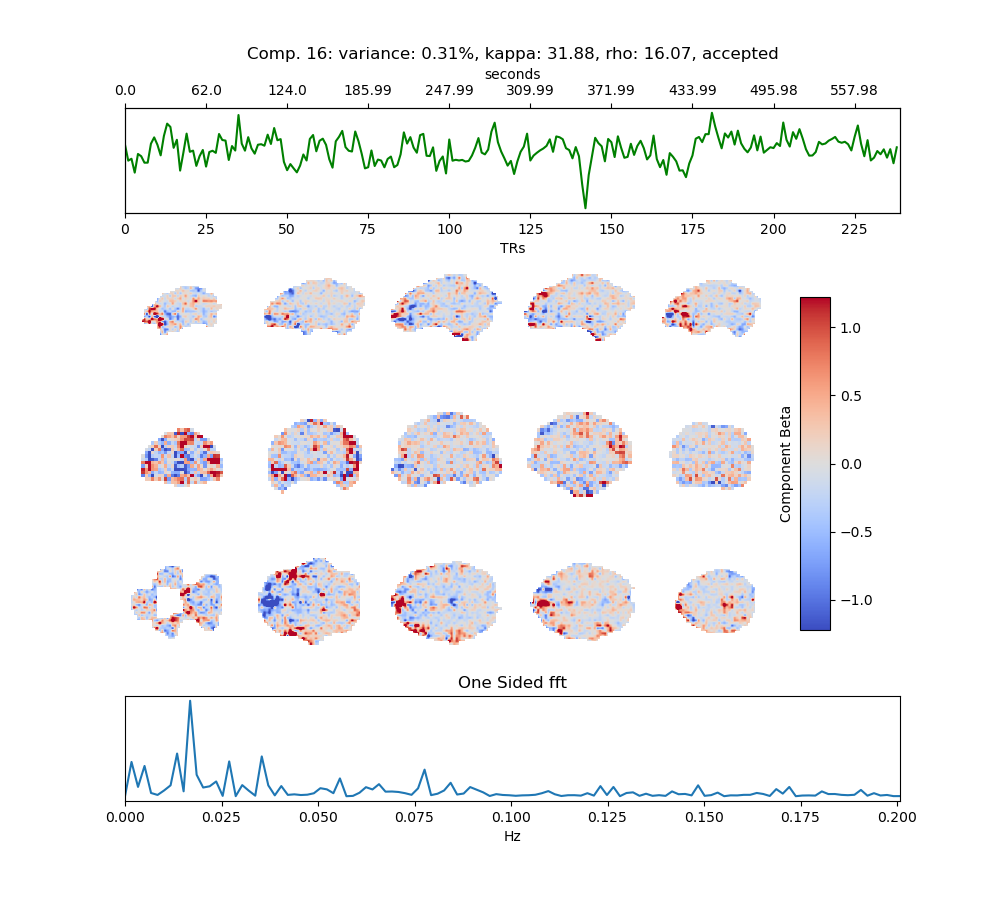 Comp. 16: variance: 0.31%, kappa: 31.88, rho: 16.07, accepted
seconds
0.0 62.0 124.0 185.99 247.99 309.99 371.99 433.99 495.98 557.98
0 25 50 75 100 125 150 175 200 225
TRs
1.0
0.5
0.0
−0.5
−1.0
Component Beta
One Sided fft
0.000 0.025 0.050 0.075 0.100 0.125 0.150 0.175 0.200
Hz